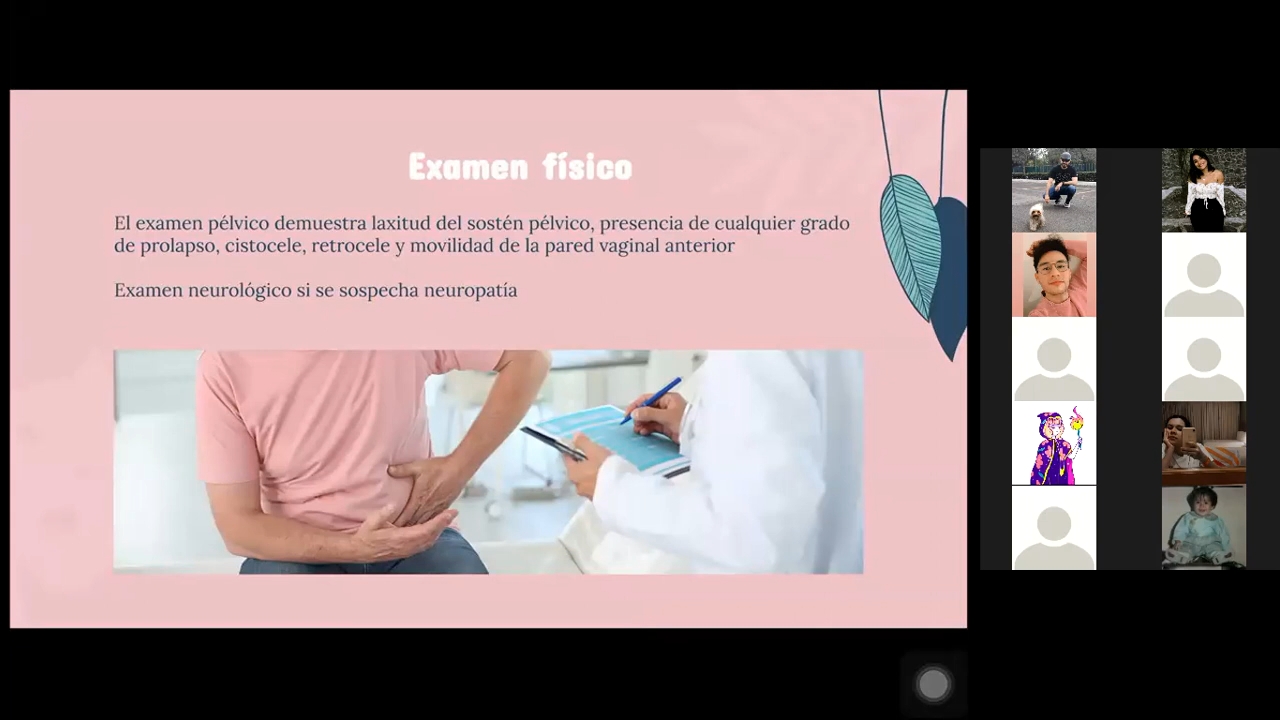 Examen físico
El examen pélvico demuestra laxitud del sostén pélvico, presencia de cualquier grado
de prolapso, cistocele, retrocele y movilidad de la pared vaginal anterior
Examen neurológico si se sospecha neuropatía